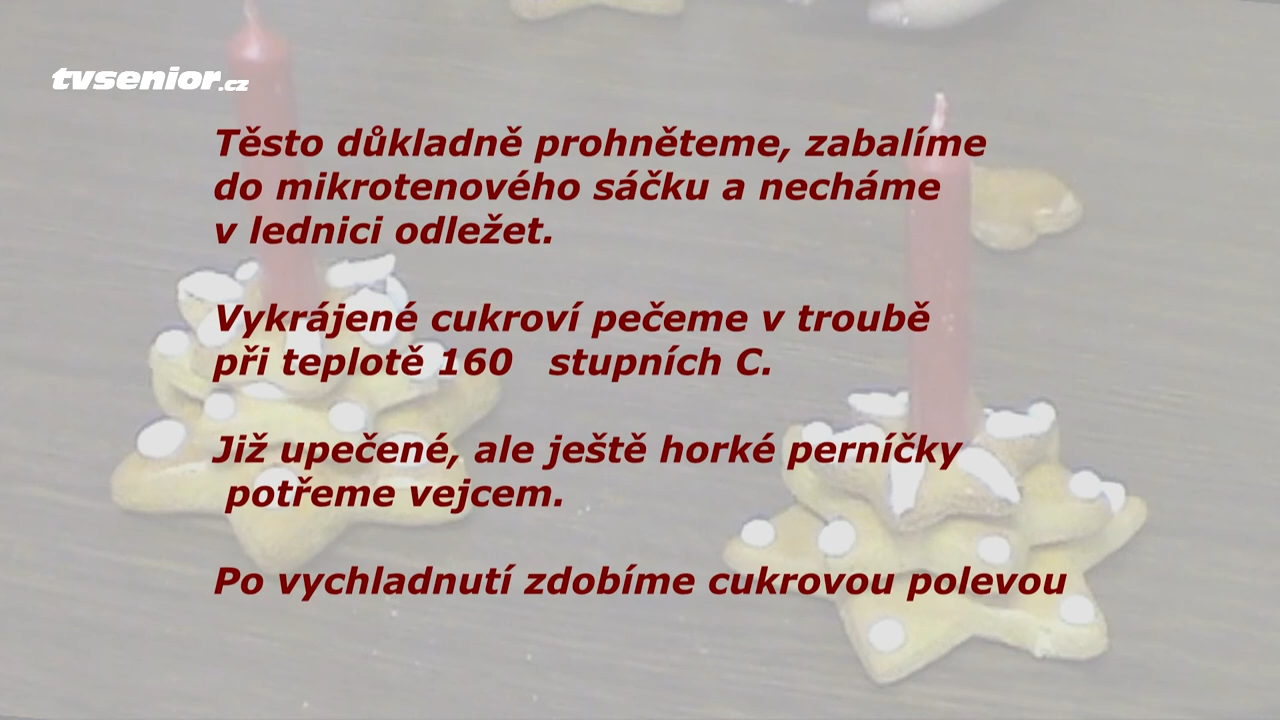 tvsenior.cz
Těsto důkladně prohněteme, zabalíme
do mikrotenového sáčku a necháme
v lednici odležet.
Vykrájené cukroví pečeme v troubě
při teplotě 160 stupních C.
Již upečené, ale ještě horké perníčky
potřeme vejcem.
Po vychladnutí zdobíme cukrovou polevou